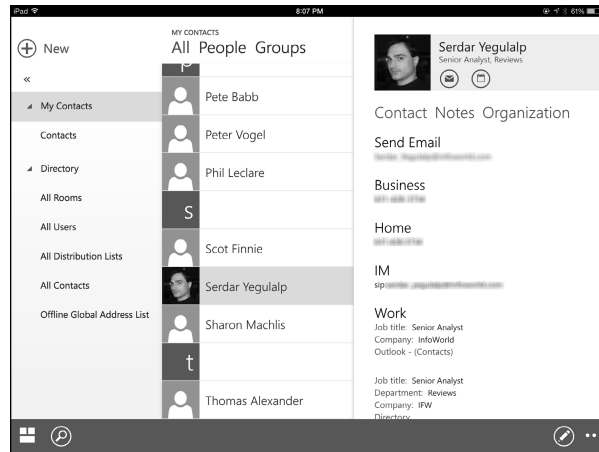 iPad
8:07 PM
61%
New
«
My Contacts
Contacts
Directory
All Rooms
All Users
All Distribution Lists
All Contacts
Offline Global Address List
MY CONTACTS
All People Groups
p
Pete Babb
Peter Vogel
Phil Leclare
s
Scot Finnie
Serdar Yegulalp
Sharon Machlis
t
Thomas Alexander
Serdar Yegulalp
Senior Analyst, Reviews
Contact Notes Organization
Send Email
Business
Home
IM
sip
Work
Job title: Senior Analyst
Company: InfoWorld
Outlook - (Contacts)
Job title: Senior Analyst
Department: Reviews
Company: IFW
Directory